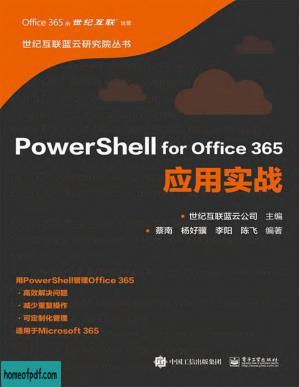 Office 365 由 世纪互联 运营
世纪互联蓝云研究院丛书
PowerShell for Office 365
应用实战
世纪互联蓝云公司 主编
蔡南 杨好骥 李阳 陈飞 编著
用PowerShell管理Office 365
· 高效解决问题
· 减少重复操作
· 可定制化管理
适用于Microsoft 365
中国工信出版集团
电子工业出版社
homeofpdf.com